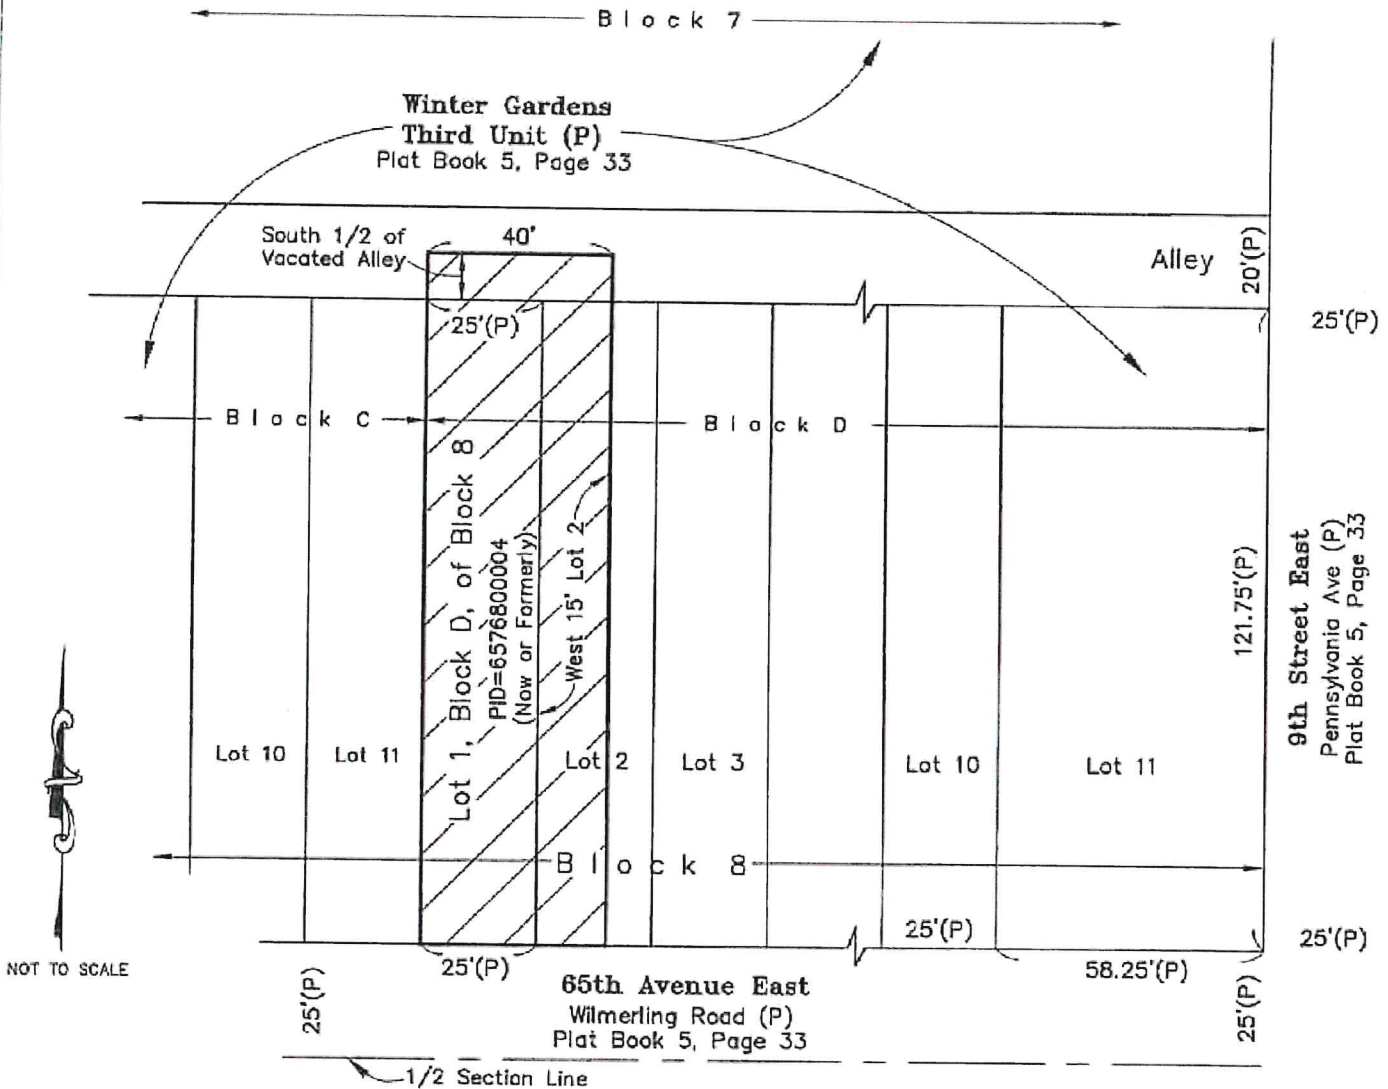 Block 7
Winter Gardens
Third Unit (P)
Plat Book 5, Page 33
South 1/2 of
Vacated Alley
40'
Alley
20'(P)
25'(P)
25'(P)
Block C
Block D
Lot 1, Block D, of Block 8
PID=6576800004
(Now or Formerly)
West 15' Lot 2
121.75'(P)
9th Street East
Pennsylvania Ave (P)
Plat Book 5, Page 33
Lot 10
Lot 11
Lot 2
Lot 3
Lot 10
Lot 11
Block 8
NOT TO SCALE
25'(P)
25'(P)
25'(P)
58.25'(P)
25'(P)
25'(P)
65th Avenue East
Wilmerling Road (P)
Plat Book 5, Page 33
1/2 Section Line